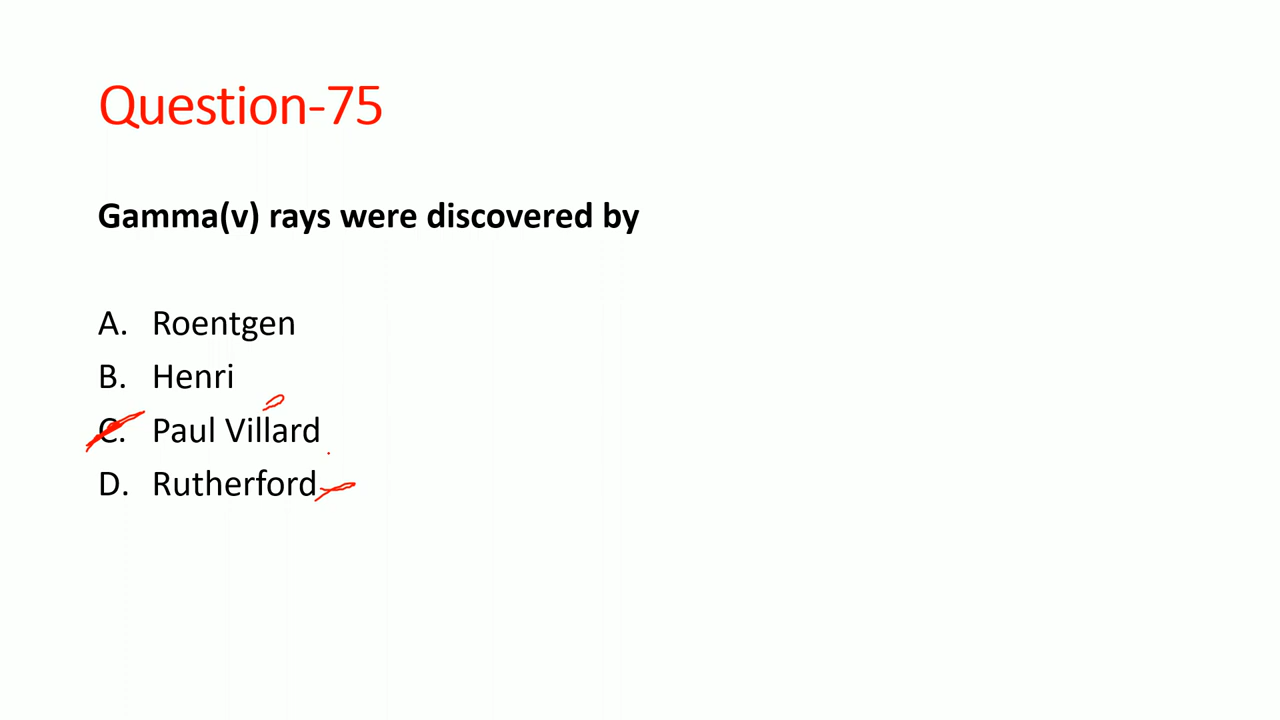 Question-75
Gamma(v) rays were discovered by
A. Roentgen
B. Henri
C. Paul Villard
D. Rutherford